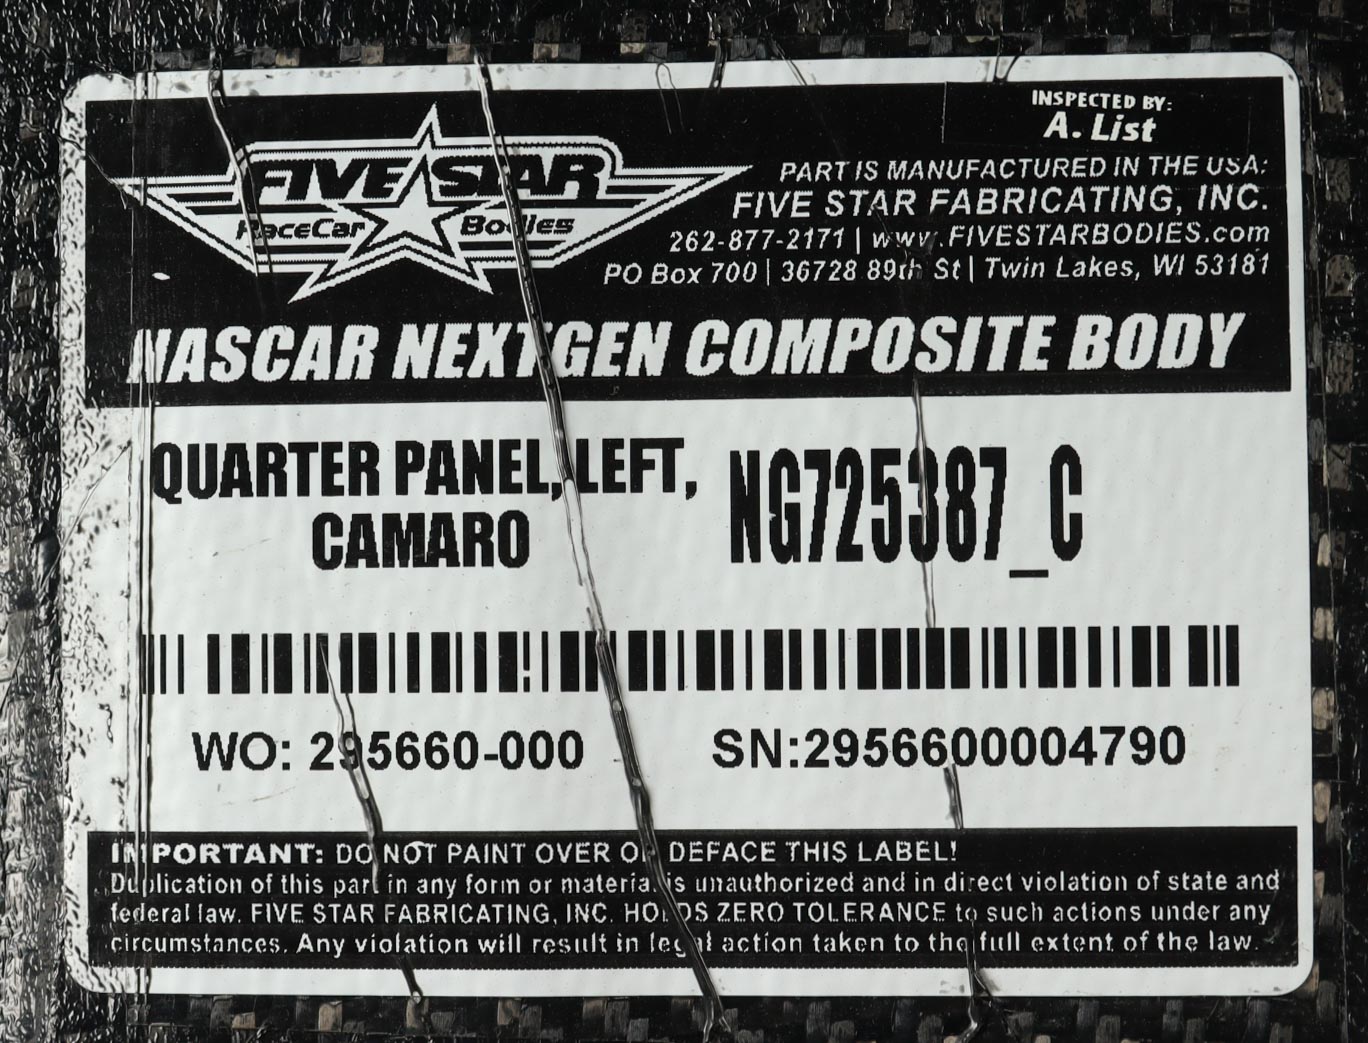 INSPECTED BY:
A. List
FIVE STAR
RaceCar Bodies
PART IS MANUFACTURED IN THE USA:
FIVE STAR FABRICATING, INC.
262-877-2171 | www.FIVESTARBODIES.com
PO Box 700 | 36728 89th St | Twin Lakes, WI 53181
NASCAR NEXTGEN COMPOSITE BODY
QUARTER PANEL, LEFT,
CAMARO
NG725387_C
WO: 295660-000
SN:2956600004790
IMPORTANT: DO NOT PAINT OVER OR DEFACE THIS LABEL!
Duplication of this part in any form or material is unauthorized and in direct violation of state and
federal law. FIVE STAR FABRICATING, INC. HOLDS ZERO TOLERANCE to such actions under any
circumstances. Any violation will result in legal action taken to the full extent of the law.